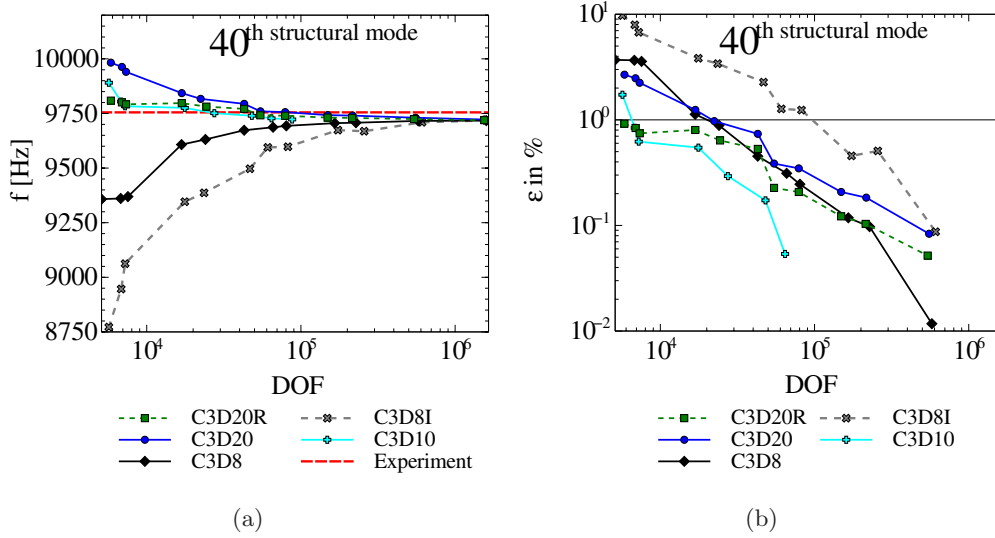 40th structural mode
f [Hz]
10000
9750
9500
9250
9000
8750
10^4
10^5
10^6
DOF
C3D20R
C3D20
C3D8
C3D8I
C3D10
Experiment
(a)
40th structural mode
ε in %
10^1
10^0
10^-1
10^-2
10^4
10^5
10^6
DOF
C3D20R
C3D20
C3D8
C3D8I
C3D10
(b)